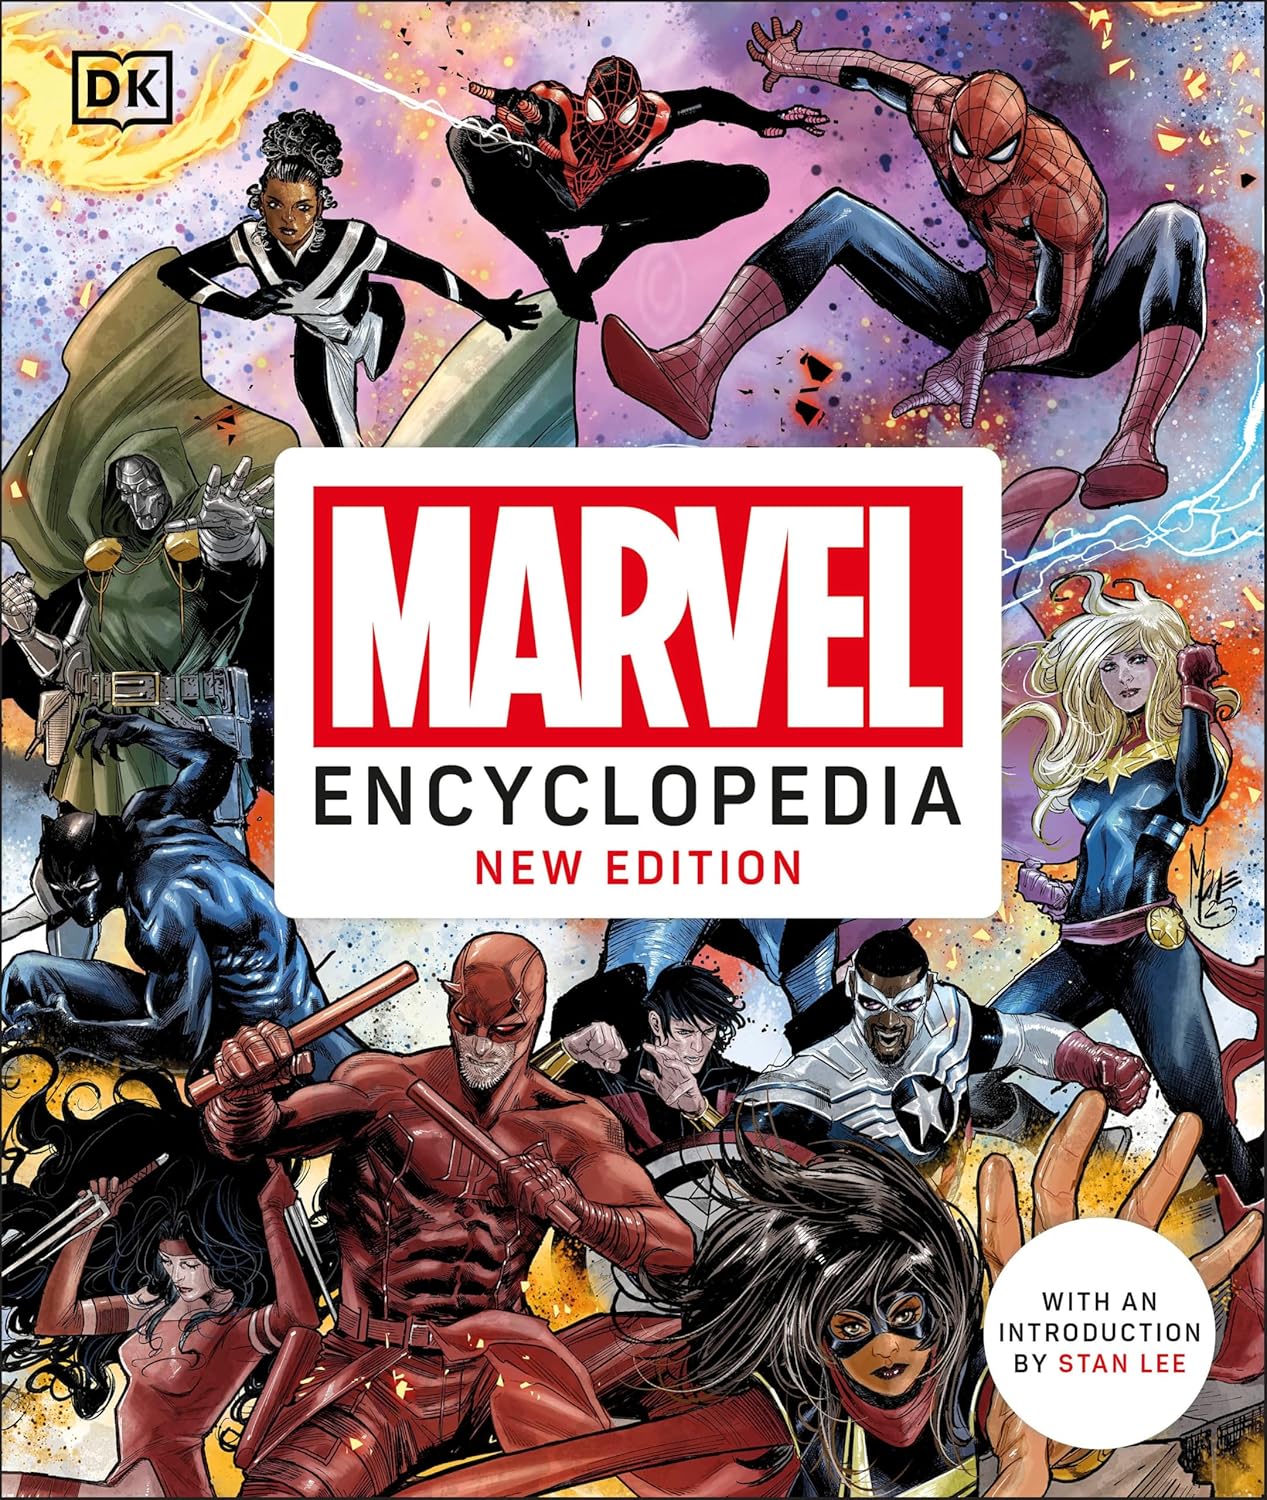 DK
MARVEL
ENCYCLOPEDIA
NEW EDITION
WITH AN
INTRODUCTION
BY STAN LEE